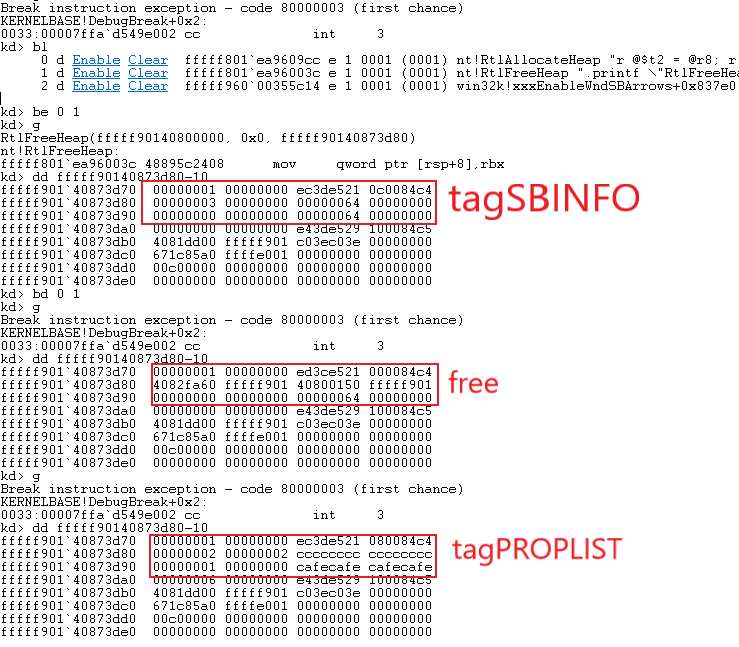 Break instruction exception - code 80000003 (first chance)
KERNELBASE!DebugBreak+0x2:
0033:00007ffa`d549e002 cc              int     3
kd> bl
     0 d Enable Clear  fffff801`ea9609cc e 1 0001 (0001) nt!RtlAllocateHeap "r @$t2 = @r8; r
     1 d Enable Clear  fffff801`ea96003c e 1 0001 (0001) nt!RtlFreeHeap ".printf \"RtlFreeHea
     2 d Enable Clear  fffff960`00355c14 e 1 0001 (0001) win32k!xxxEnableWndSBArrows+0x837e0
kd> be 0 1
kd> g
RtlFreeHeap(fffff90140800000, 0x0, fffff90140873d80)
nt!RtlFreeHeap:
fffff801`ea96003c 48895c2408      mov     qword ptr [rsp+8],rbx
kd> dd fffff90140873d80-10
fffff901`40873d70  00000001 00000000 ec3de521 0c0084c4
fffff901`40873d80  00000003 00000000 00000064 00000000
fffff901`40873d90  00000000 00000000 00000064 00000000
tagSBINFO
fffff901`40873da0  00000000 00000000 e43de529 100084c5
fffff901`40873db0  4081dd00 fffff901 c03ec03e 00000000
fffff901`40873dc0  671c85a0 ffffe001 00000000 00000000
fffff901`40873dd0  00c00000 00000000 00000000 00000000
fffff901`40873de0  00000000 00000000 00000000 00000000
kd> bd 0 1
kd> g
Break instruction exception - code 80000003 (first chance)
KERNELBASE!DebugBreak+0x2:
0033:00007ffa`d549e002 cc              int     3
kd> dd fffff90140873d80-10
fffff901`40873d70  00000001 00000000 ed3ce521 000084c4
fffff901`40873d80  4082fa60 fffff901 40800150 fffff901
fffff901`40873d90  00000000 00000000 00000064 00000000
free
fffff901`40873da0  00000000 00000000 e43de529 100084c5
fffff901`40873db0  4081dd00 fffff901 c03ec03e 00000000
fffff901`40873dc0  671c85a0 ffffe001 00000000 00000000
fffff901`40873dd0  00c00000 00000000 00000000 00000000
fffff901`40873de0  00000000 00000000 00000000 00000000
kd> g
Break instruction exception - code 80000003 (first chance)
KERNELBASE!DebugBreak+0x2:
0033:00007ffa`d549e002 cc              int     3
kd> dd fffff90140873d80-10
fffff901`40873d70  00000001 00000000 ec3de521 080084c4
fffff901`40873d80  00000002 00000002 cccccccc cccccccc
fffff901`40873d90  00000001 00000000 cafecafe cafecafe
tagPROPLIST
fffff901`40873da0  00000006 00000000 e43de529 100084c5
fffff901`40873db0  4081dd00 fffff901 c03ec03e 00000000
fffff901`40873dc0  671c85a0 ffffe001 00000000 00000000
fffff901`40873dd0  00c00000 00000000 00000000 00000000
fffff901`40873de0  00000000 00000000 00000000 00000000